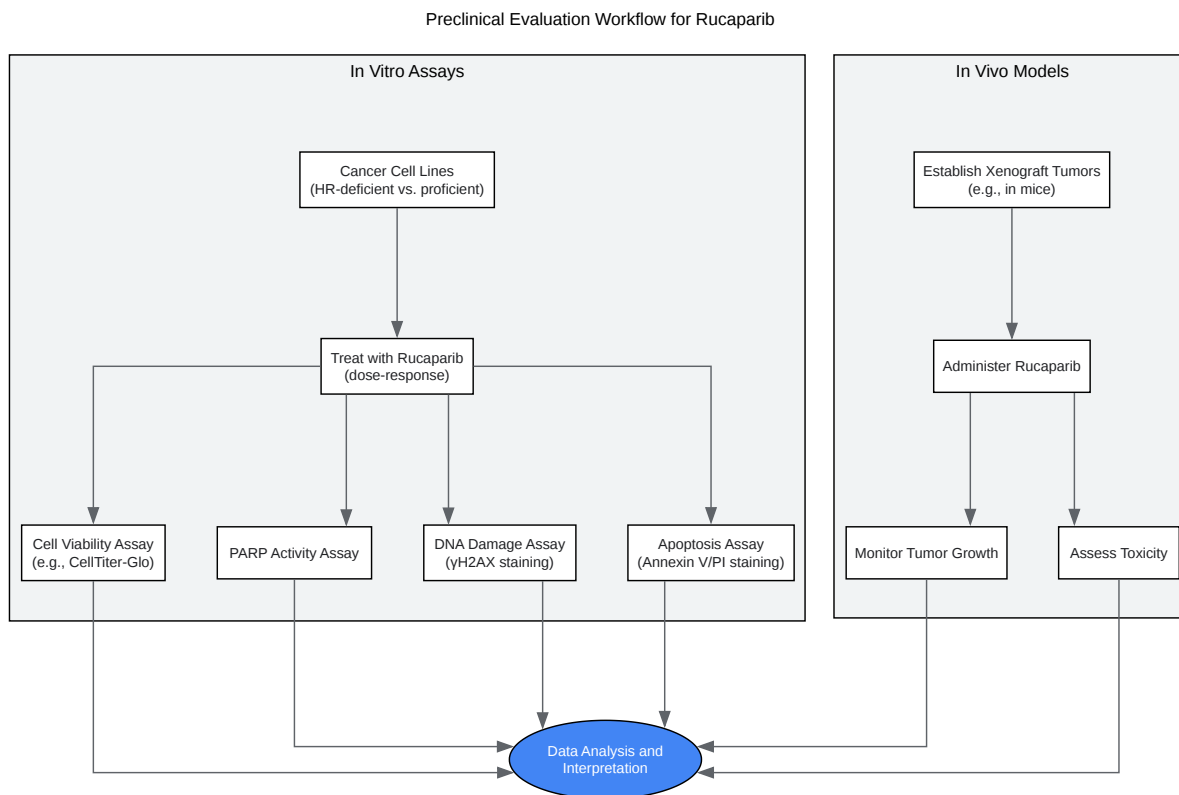 Preclinical Evaluation Workflow for Rucaparib
In Vitro Assays
In Vivo Models
Cancer Cell Lines
(HR-deficient vs. proficient)
Establish Xenograft Tumors
(e.g., in mice)
Treat with Rucaparib
(dose-response)
Administer Rucaparib
Cell Viability Assay
(e.g., CellTiter-Glo)
PARP Activity Assay
DNA Damage Assay
(γH2AX staining)
Apoptosis Assay
(Annexin V/PI staining)
Monitor Tumor Growth
Assess Toxicity
Data Analysis and
Interpretation